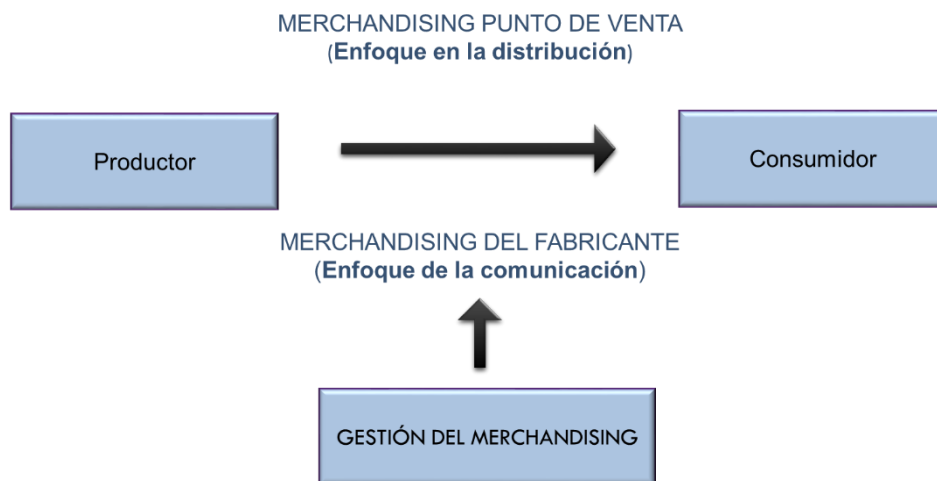 MERCHANDISING PUNTO DE VENTA
(Enfoque en la distribución)
Productor
Consumidor
MERCHANDISING DEL FABRICANTE
(Enfoque de la comunicación)
GESTIÓN DEL MERCHANDISING